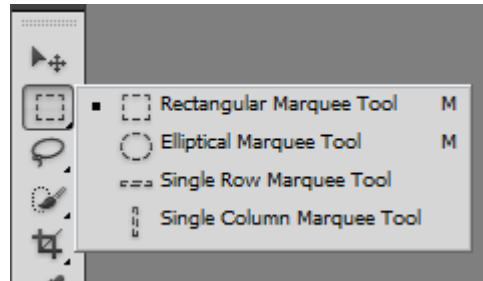 Rectangular Marquee Tool M
Elliptical Marquee Tool M
Single Row Marquee Tool
Single Column Marquee Tool